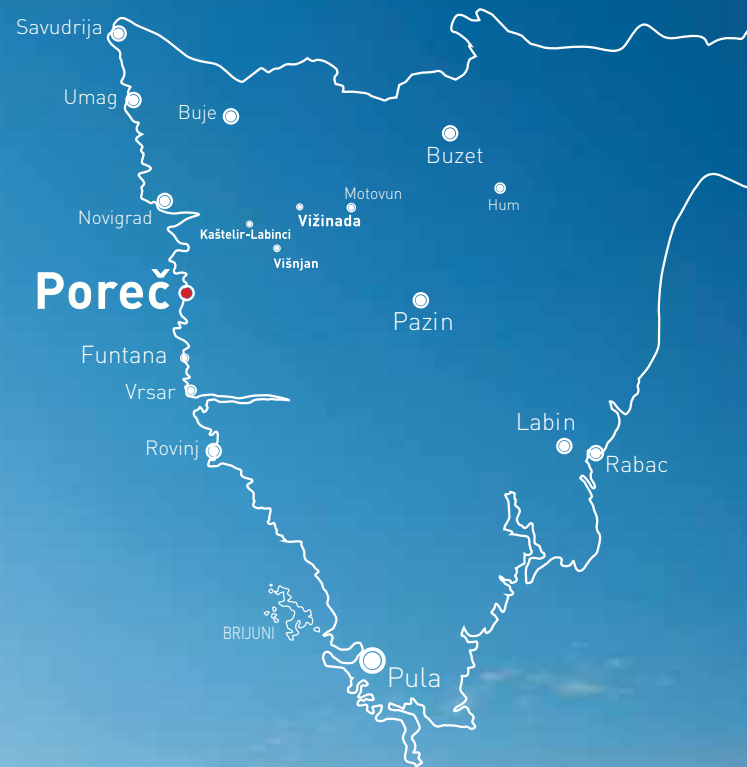 Savudrija
Umag
Buje
Buzet
Motovun
Hum
Novigrad
Vižinada
Kaštelir-Labinci
Višnjan
Poreč
Pazin
Funtana
Vrsar
Labin
Rovinj
Rabac
BRIJUNI
Pula